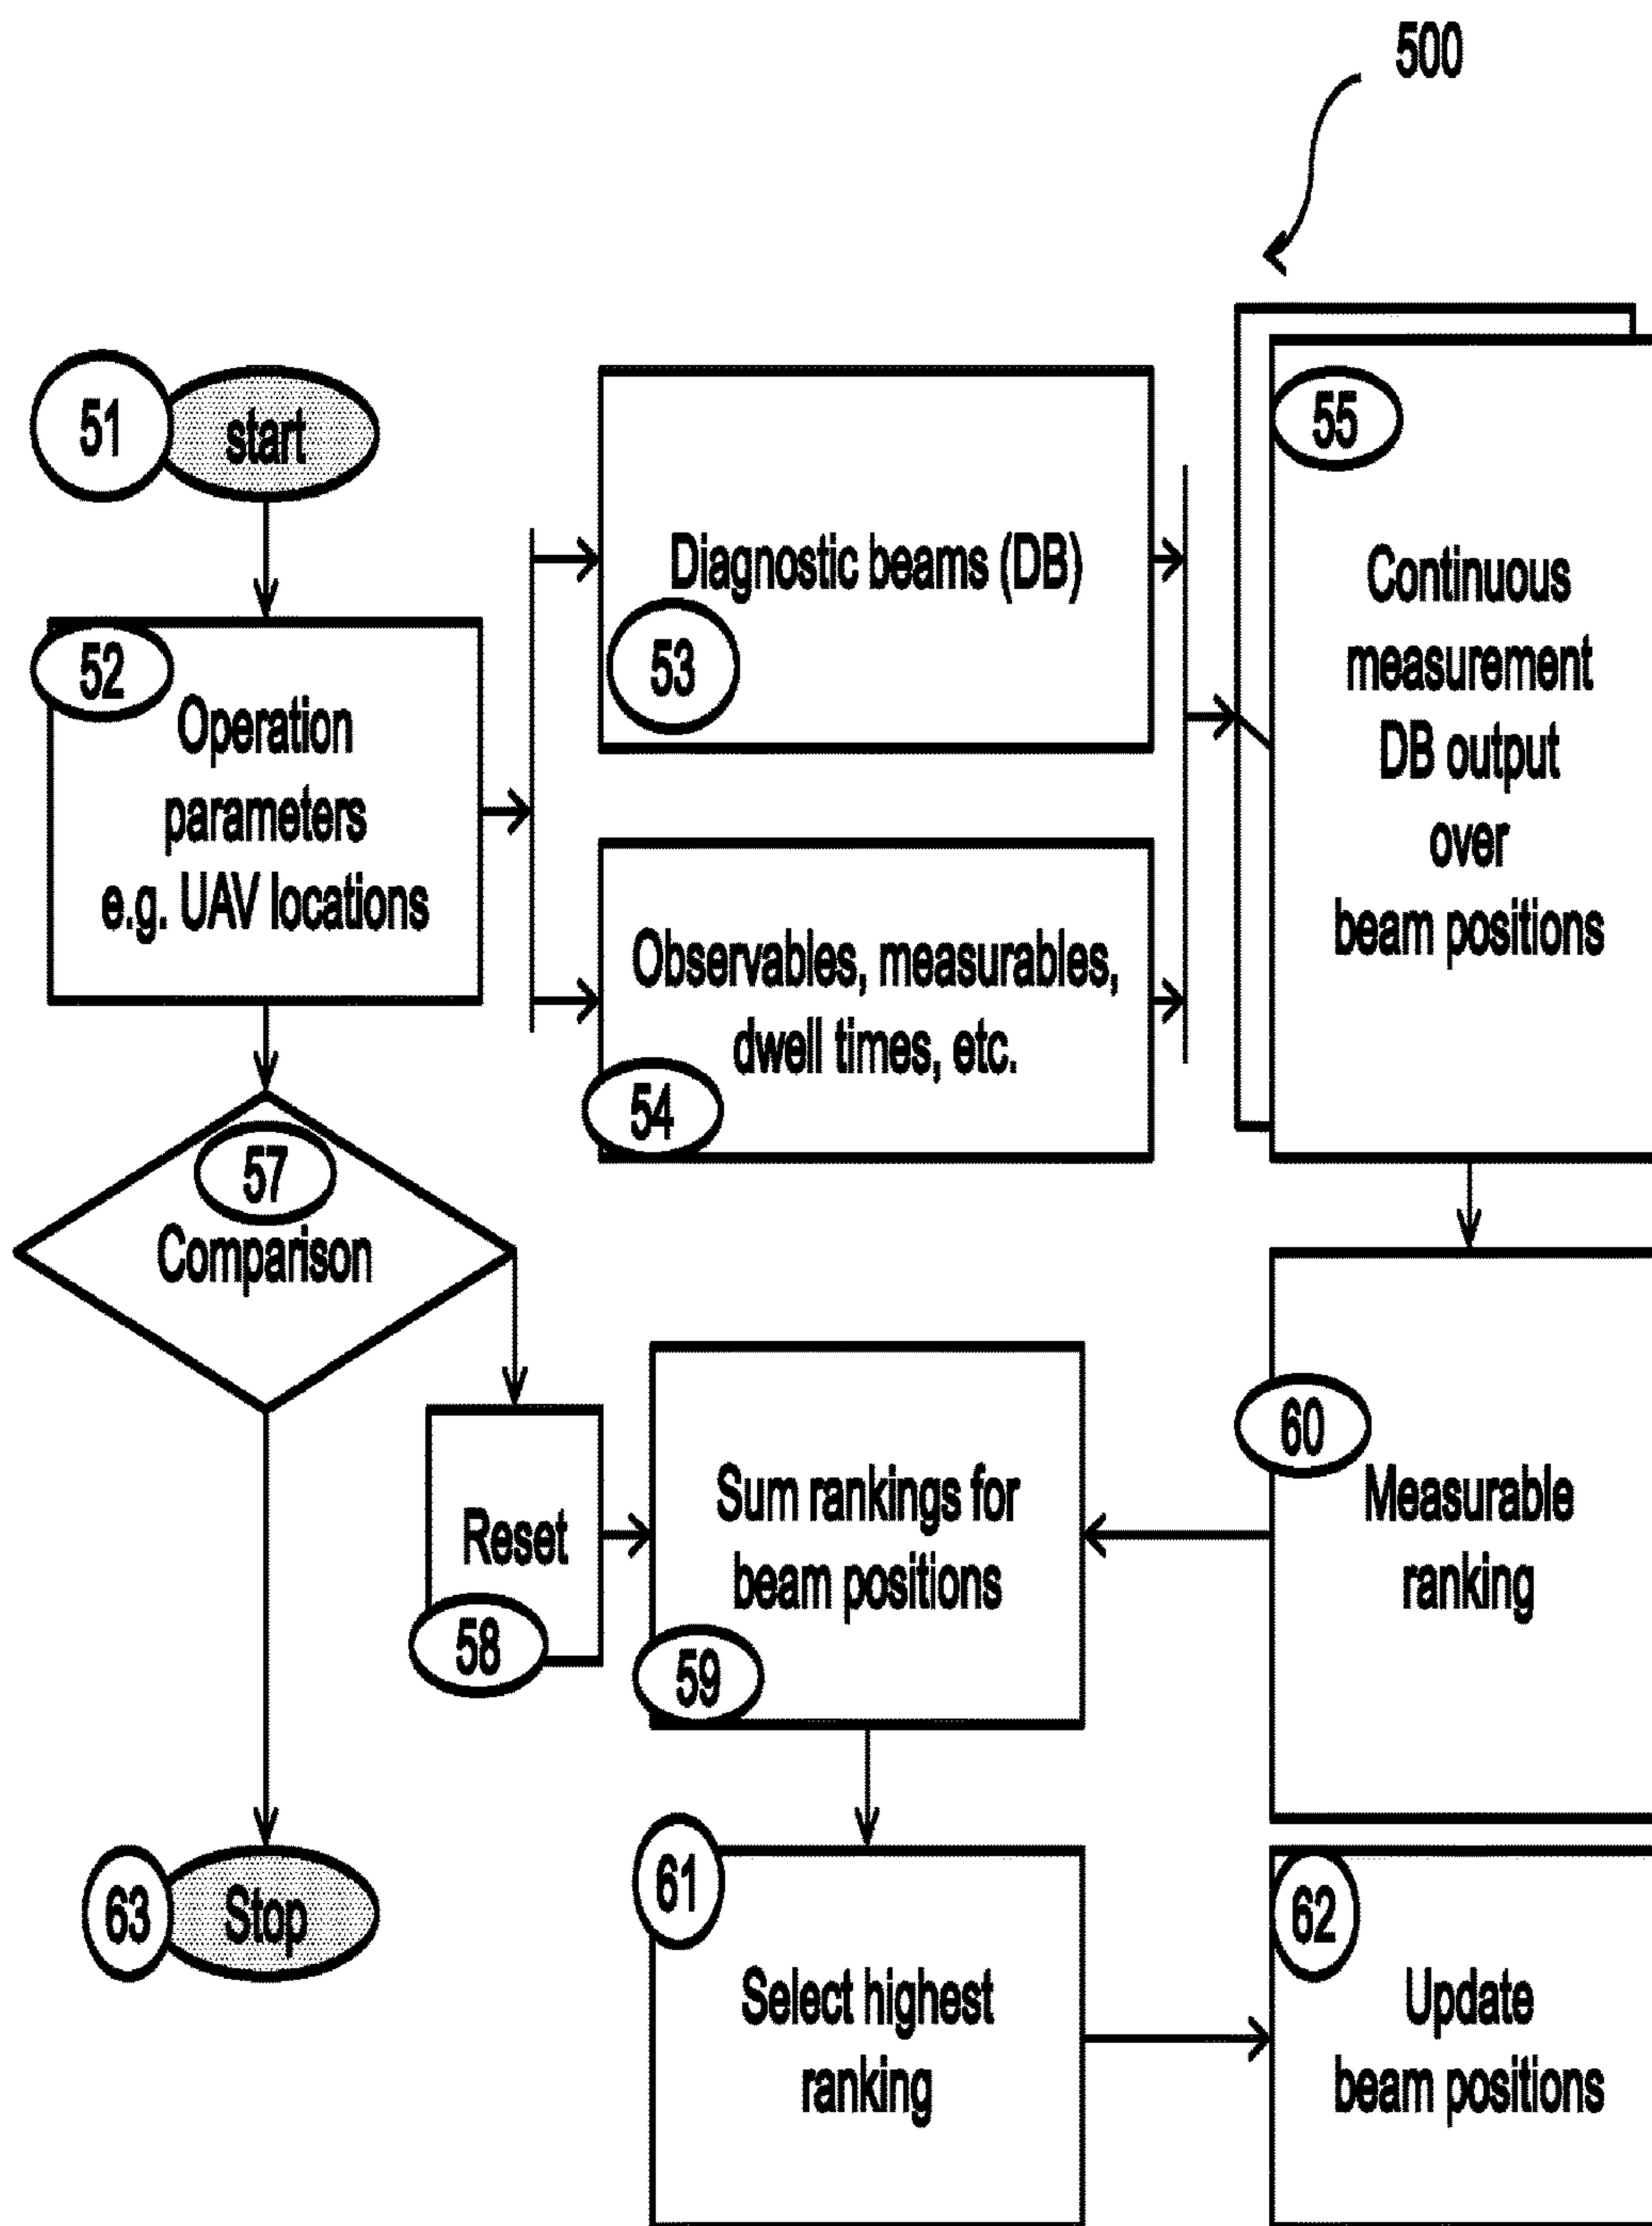 500
51
start
52
Operation
parameters
e.g. UAV locations
Diagnostic beams (DB)
53
Observables, measurables,
dwell times, etc.
54
55
Continuous
measurement
DB output
over
beam positions
57
Comparison
Reset
58
Sum rankings for
beam positions
59
60
Measurable
ranking
63
Stop
61
Select highest
ranking
62
Update
beam positions